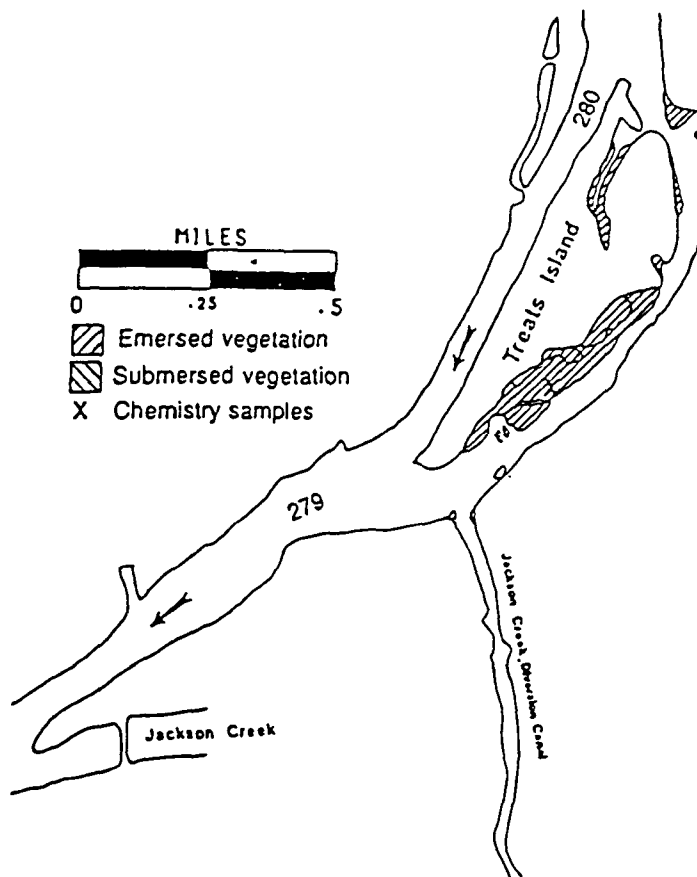 280
MILES
0 .25 .5
Treats Island
Emersed vegetation
Submersed vegetation
X Chemistry samples
279
Jackson Creek Diversion Canal
Jackson Creek